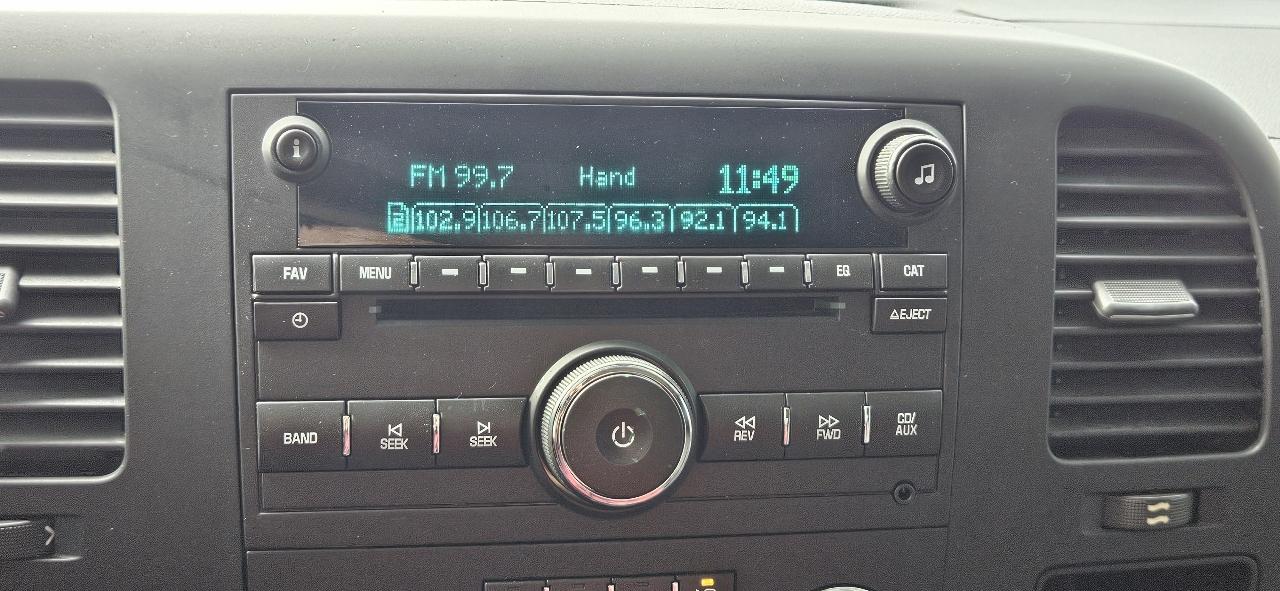 i
FM 99.7 Hand 11:49
2 102.9 106.7 107.5 96.3 92.1 94.1
FAV MENU EQ CAT
EJECT
BAND SEEK SEEK REV FWD CD/
AUX